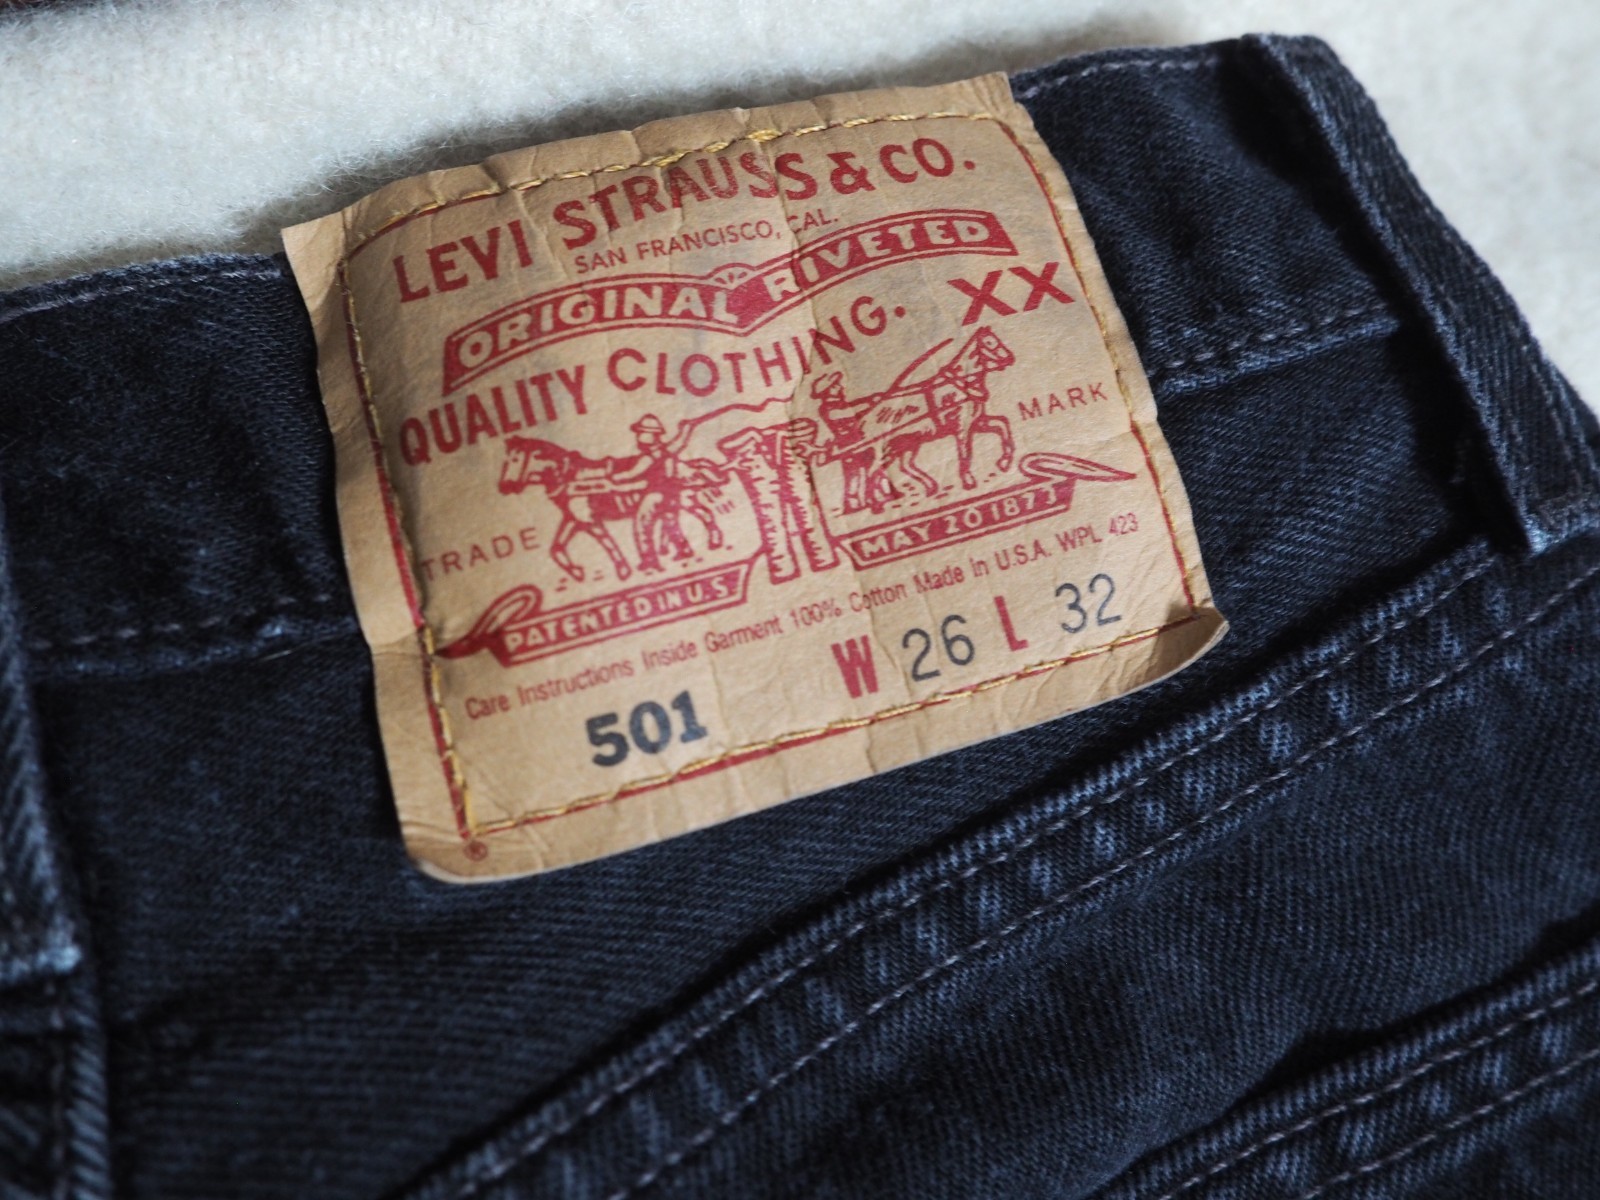 LEVI STRAUSS & CO.
SAN FRANCISCO, CAL.
ORIGINAL RIVETED
QUALITY CLOTHING. XX
TRADE MARK
PATENTED IN U.S. MAY 20 1873
Care Instructions Inside Garment 100% Cotton Made In U.S.A. WPL 423
501 W 26 L 32
®